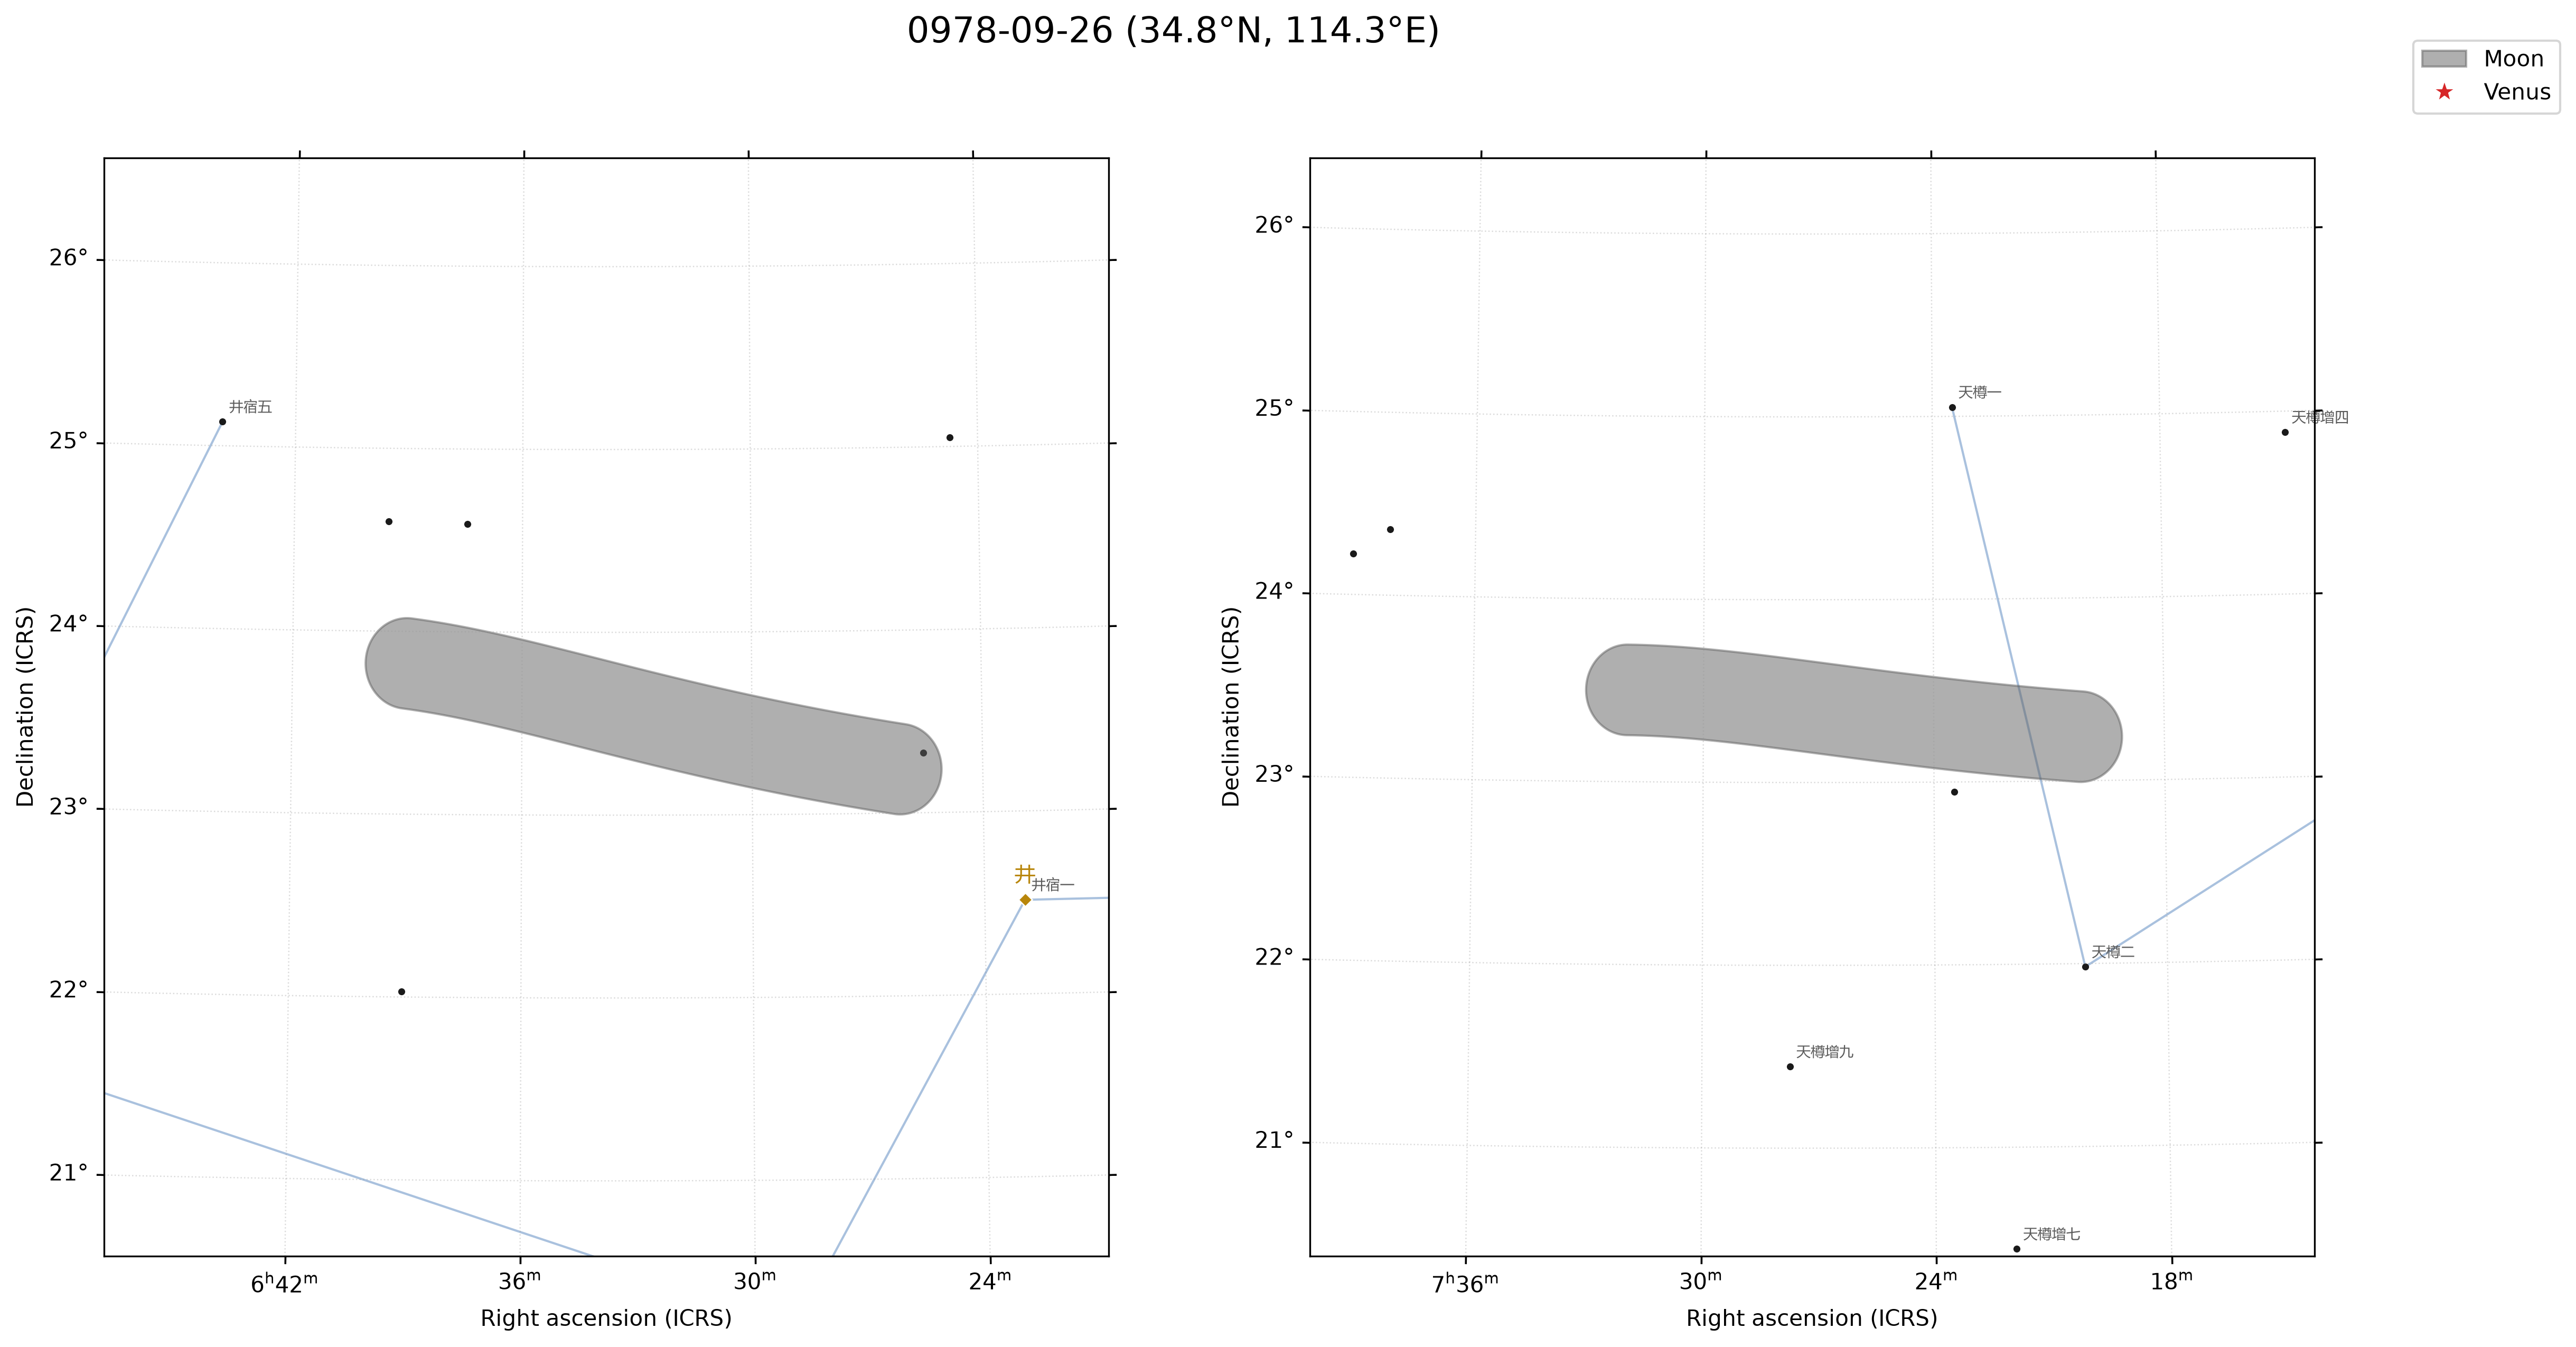 0978-09-26 (34.8°N, 114.3°E)
Moon
Venus
26°
25°
24°
23°
22°
21°
Declination (ICRS)
井宿五
井
井宿一
6h42m
36m
30m
24m
Right ascension (ICRS)
26°
25°
24°
23°
22°
21°
Declination (ICRS)
天樽一
天樽增四
天樽二
天樽增九
天樽增七
7h36m
30m
24m
18m
Right ascension (ICRS)